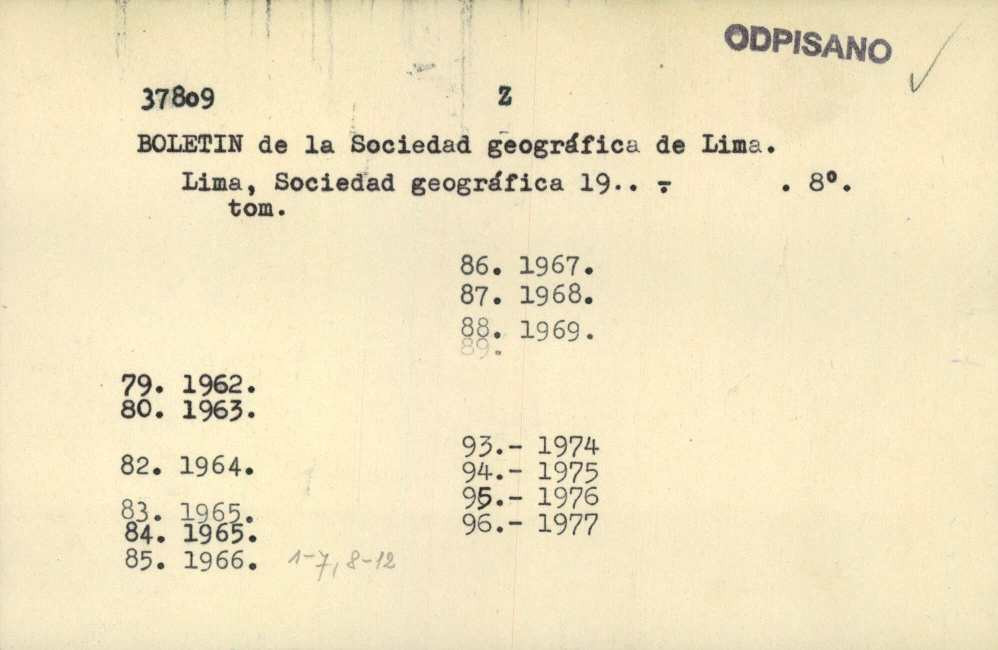 ODPISANO
37809 Z
BOLETIN de la Sociedad geográfica de Lima.
Lima, Sociedad geográfica 19.. - . 8°.
tom.
86. 1967.
87. 1968.
88. 1969.
89.
79. 1962.
80. 1963.
82. 1964.
83. 1965.
84. 1965.
85. 1966. 1-7, 8-12
93.- 1974
94.- 1975
95.- 1976
96.- 1977